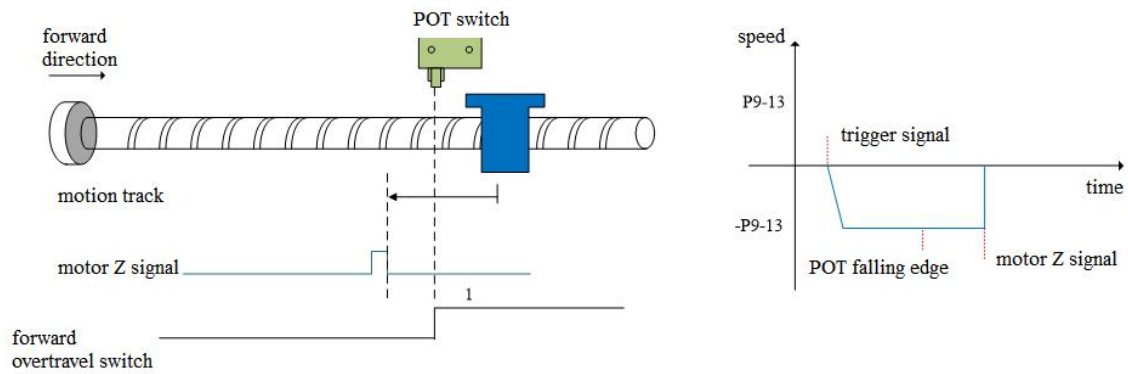 POT switch
forward
direction
motion track
motor Z signal
1
forward
overtravel switch
speed
P9-13
trigger signal
time
-P9-13
POT falling edge
motor Z signal